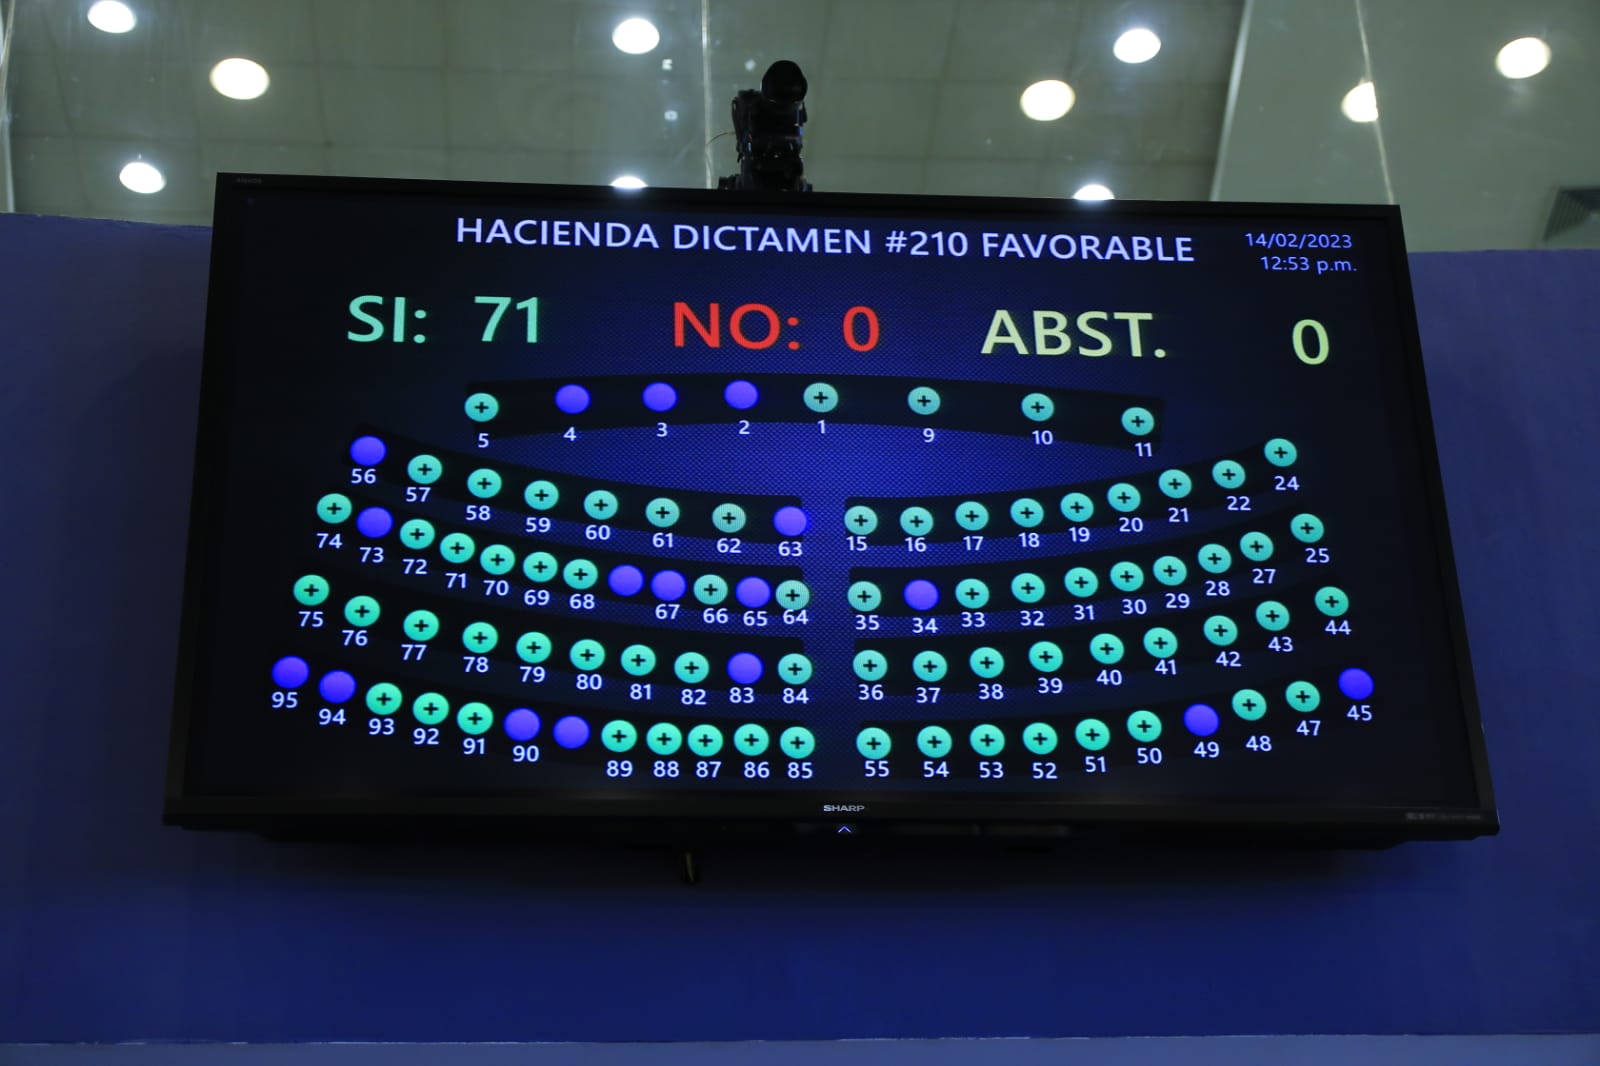 AQUOS
HACIENDA DICTAMEN #210 FAVORABLE
14/02/2023
12:53 p.m.
SI: 71 NO: 0 ABST. 0
5 4 3 2 1 9 10 11
56 57 58 59 60 61 62 63 15 16 17 18 19 20 21 22 24
74 73 72 71 70 69 68 67 66 65 64 35 34 33 32 31 30 29 28 27 25
75 76 77 78 79 80 81 82 83 84 36 37 38 39 40 41 42 43 44
95 94 93 92 91 90 89 88 87 86 85 55 54 53 52 51 50 49 48 47 45
SHARP